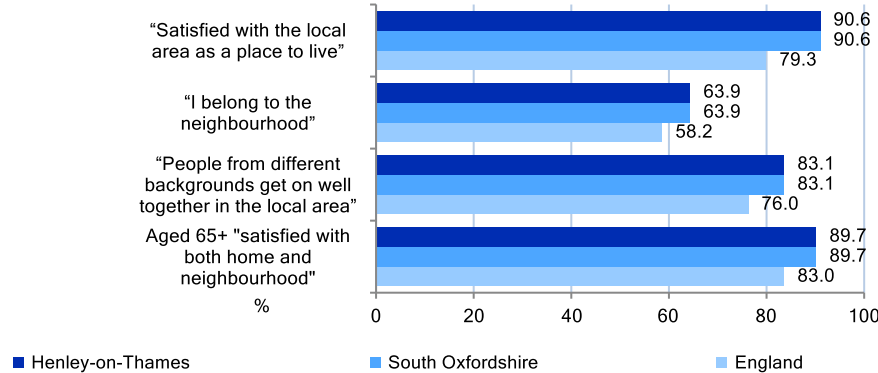 “Satisfied with the local
area as a place to live”
90.6
90.6
79.3
“I belong to the
neighbourhood”
63.9
63.9
58.2
“People from different
backgrounds get on well
together in the local area”
83.1
83.1
76.0
Aged 65+ "satisfied with
both home and
neighbourhood"
89.7
89.7
83.0
%
0 20 40 60 80 100
Henley-on-Thames South Oxfordshire England